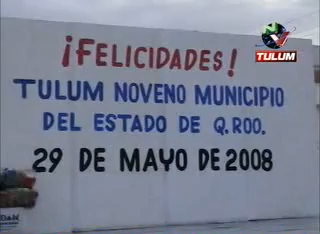 ¡FELICIDADES!
TULUM
TULUM NOVENO MUNICIPIO
DEL ESTADO DE Q.ROO.
29 DE MAYO DE 2008